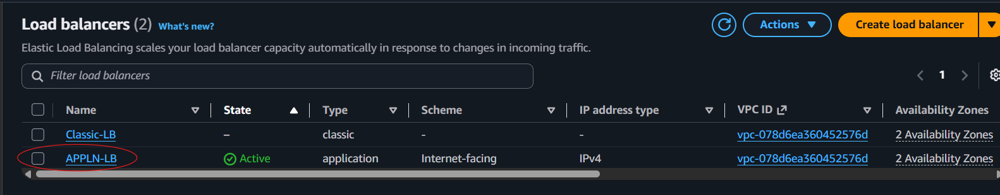 Load balancers (2) What's new?
Actions
Create load balancer
Elastic Load Balancing scales your load balancer capacity automatically in response to changes in incoming traffic.
Filter load balancers
1
Name State Type Scheme IP address type VPC ID Availability Zones
Classic-LB – classic - - vpc-078d6ea360452576d 2 Availability Zones
APPLN-LB Active application Internet-facing IPv4 vpc-078d6ea360452576d 2 Availability Zones